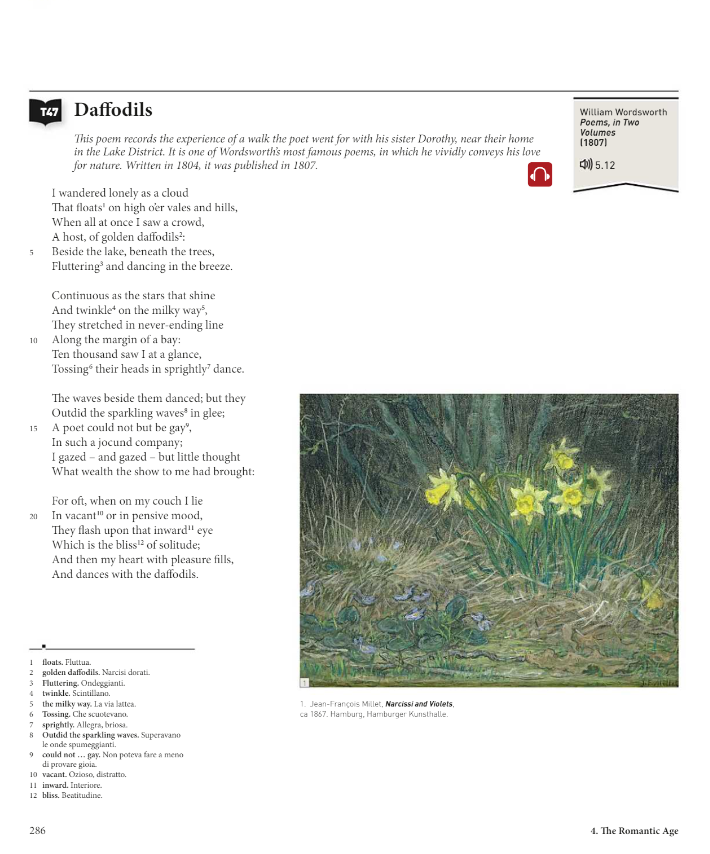 T47 Daffodils
This poem records the experience of a walk the poet went for with his sister Dorothy, near their home
in the Lake District. It is one of Wordsworth's most famous poems, in which he vividly conveys his love
for nature. Written in 1804, it was published in 1807.
William Wordsworth
Poems, in Two
Volumes
(1807)
5.12
I wandered lonely as a cloud
That floats¹ on high o'er vales and hills,
When all at once I saw a crowd,
A host, of golden daffodils²:
5 Beside the lake, beneath the trees,
Fluttering³ and dancing in the breeze.
Continuous as the stars that shine
And twinkle⁴ on the milky way⁵,
They stretched in never-ending line
10 Along the margin of a bay:
Ten thousand saw I at a glance,
Tossing⁶ their heads in sprightly⁷ dance.
The waves beside them danced; but they
Outdid the sparkling waves⁸ in glee;
15 A poet could not but be gay⁹,
In such a jocund company;
I gazed – and gazed – but little thought
What wealth the show to me had brought:
For oft, when on my couch I lie
20 In vacant¹⁰ or in pensive mood,
They flash upon that inward¹¹ eye
Which is the bliss¹² of solitude;
And then my heart with pleasure fills,
And dances with the daffodils.
1 floats. Fluttua.
2 golden daffodils. Narcisi dorati.
3 Fluttering. Ondeggianti.
4 twinkle. Scintillano.
5 the milky way. La via lattea.
6 Tossing. Che scuotevano.
7 sprightly. Allegra, briosa.
8 Outdid the sparkling waves. Superavano
le onde spumeggianti.
9 could not … gay. Non poteva fare a meno
di provare gioia.
10 vacant. Ozioso, distratto.
11 inward. Interiore.
12 bliss. Beatitudine.
1
1. Jean-François Millet, Narcissi and Violets,
ca 1867. Hamburg, Hamburger Kunsthalle.
286
4. The Romantic Age